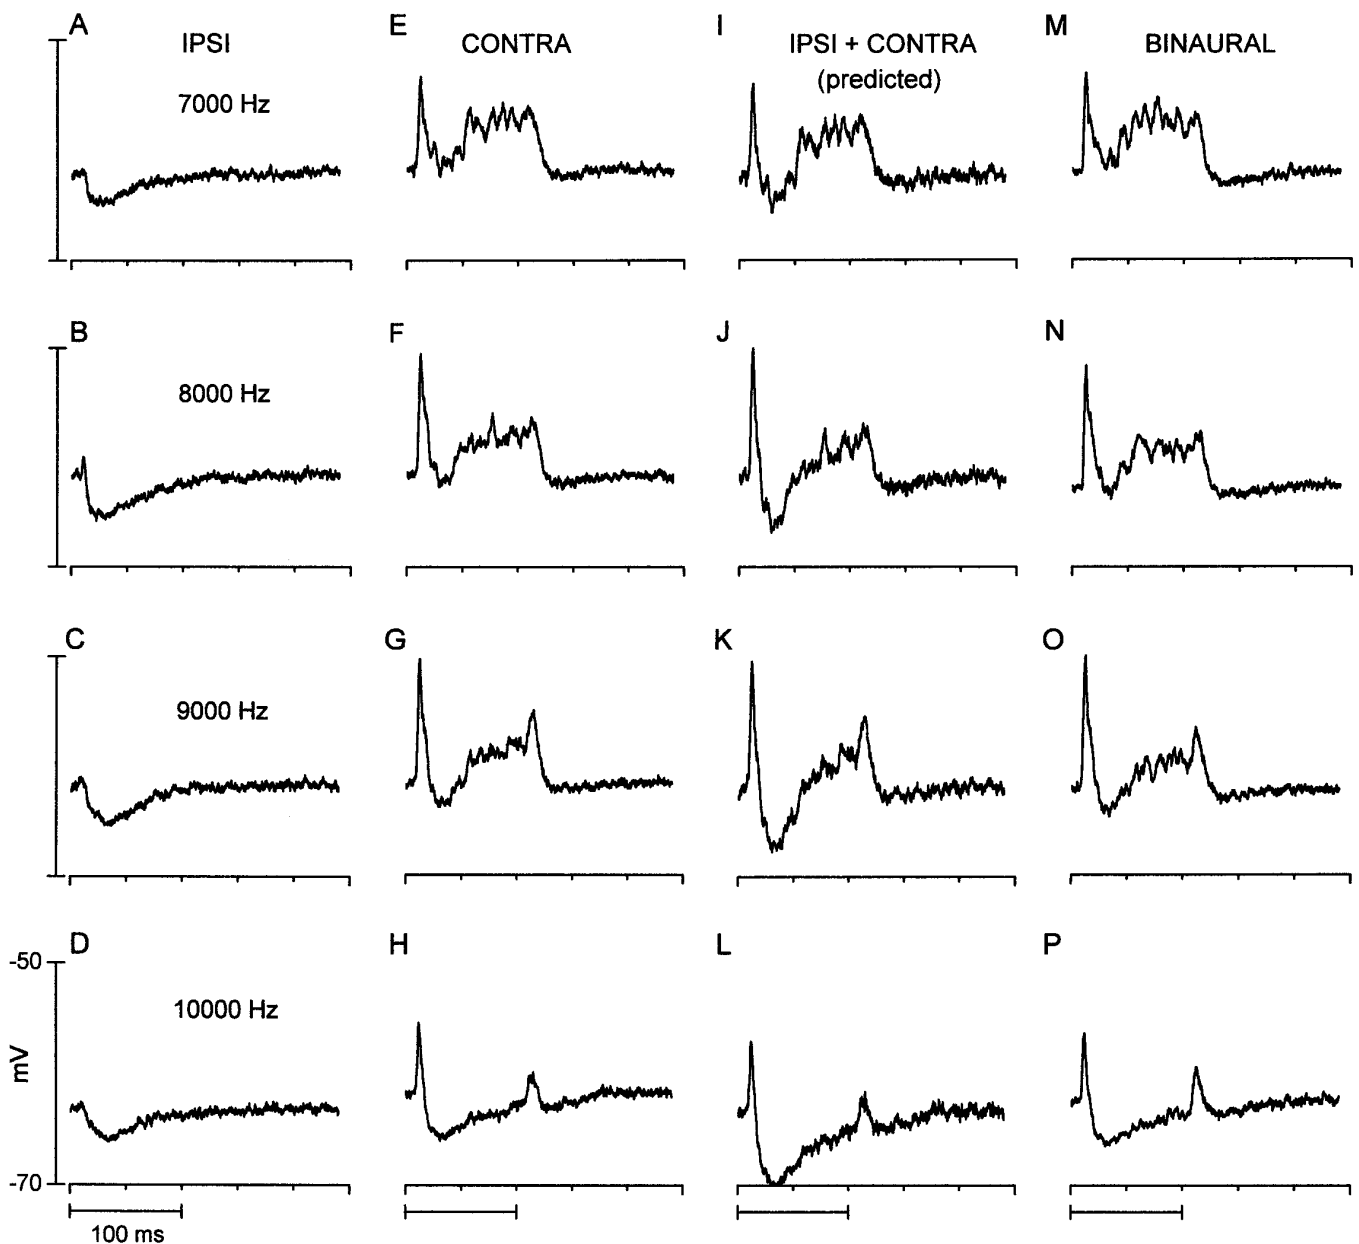 A IPSI E CONTRA I IPSI + CONTRA M BINAURAL
7000 Hz (predicted)
B F J N
8000 Hz
C G K O
9000 Hz
D H L P
-50
10000 Hz
mV
-70
100 ms